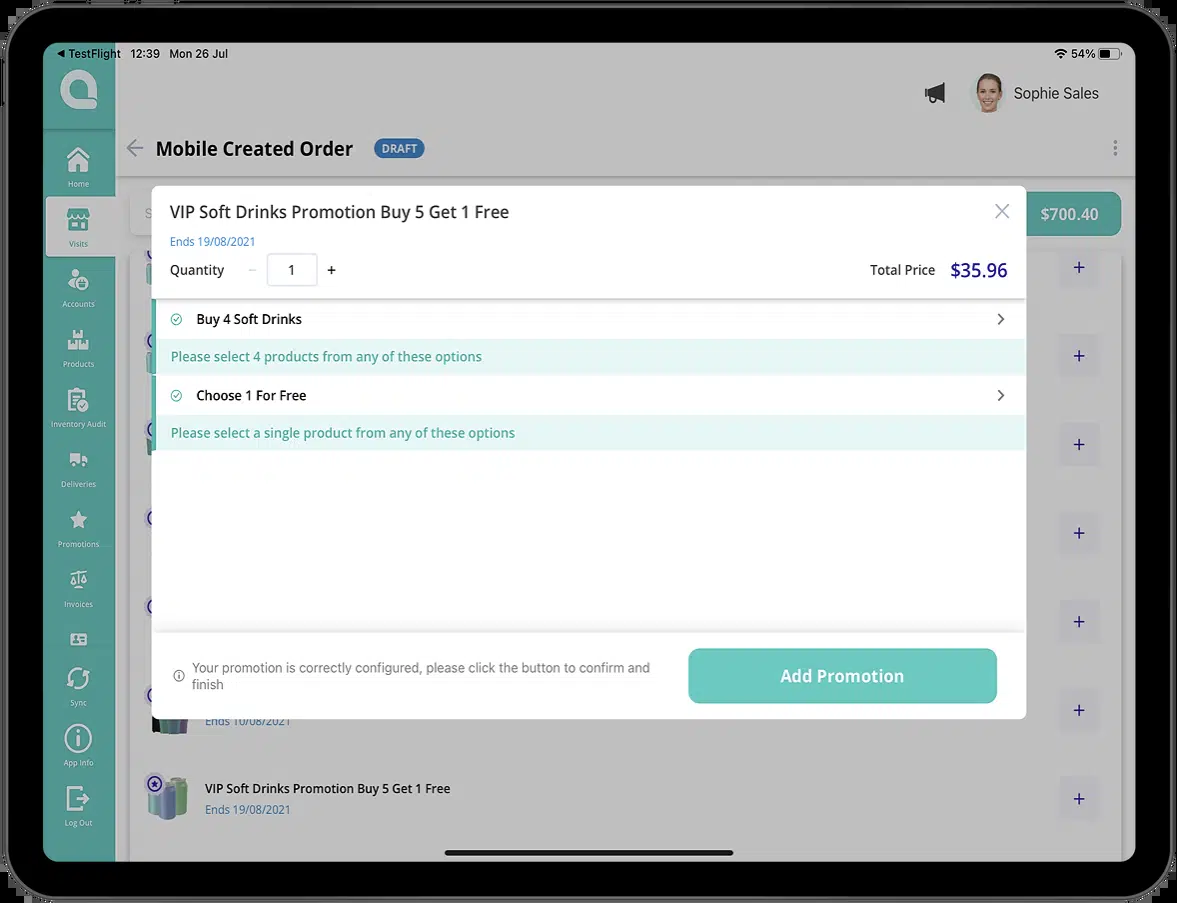 ◀ TestFlight 12:39 Mon 26 Jul
54%
Sophie Sales
Mobile Created Order DRAFT
Home
Visits
Accounts
Products
Inventory Audit
Deliveries
Promotions
Invoices
Sync
App Info
Log Out
S
$700.40
VIP Soft Drinks Promotion Buy 5 Get 1 Free
Ends 19/08/2021
Quantity − 1 +
Total Price $35.96
Buy 4 Soft Drinks
Please select 4 products from any of these options
Choose 1 For Free
Please select a single product from any of these options
Your promotion is correctly configured, please click the button to confirm and
finish
Add Promotion
Ends 10/08/2021
VIP Soft Drinks Promotion Buy 5 Get 1 Free
Ends 19/08/2021